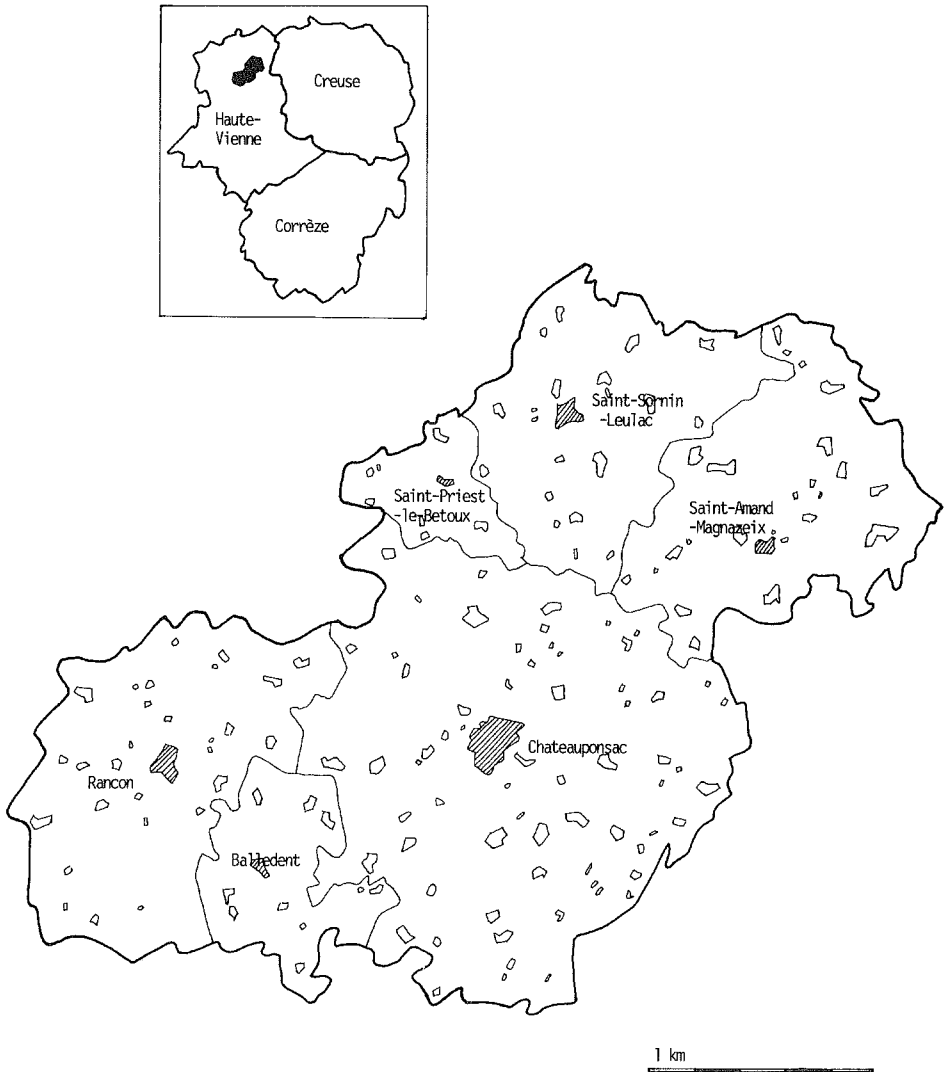 Creuse
Haute-
Vienne
Corrèze
Saint-Sornin
-Leulac
Saint-Priest
-le-Betoux
Saint-Amand
-Magnazeix
Chateauponsac
Rancon
Balledent
1 km